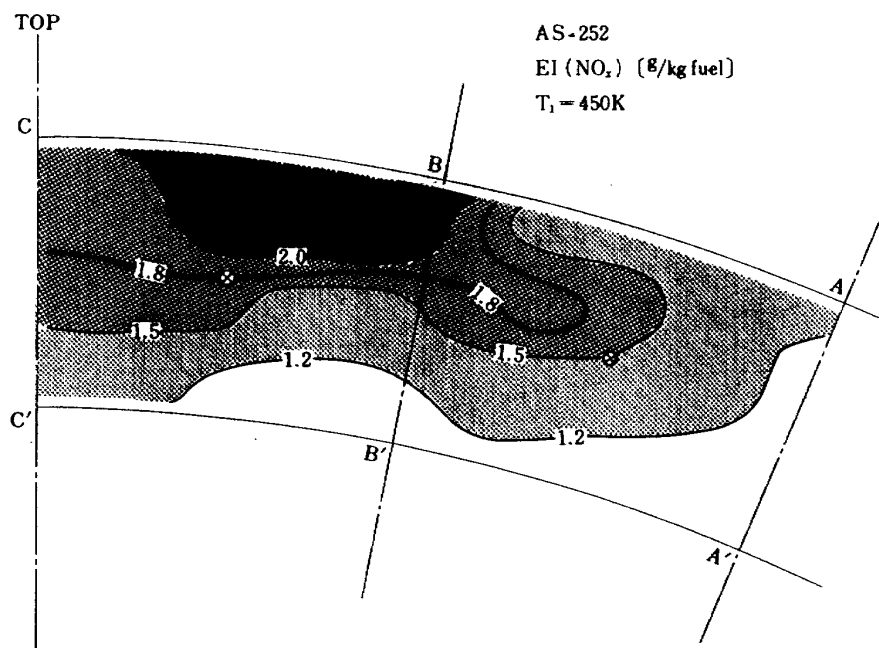 TOP
AS-252
EI (NOx) [g/kg fuel]
T1 = 450K
C
B
A
2.0
1.8
1.8
1.5
1.5
1.2
1.2
C'
B'
A'